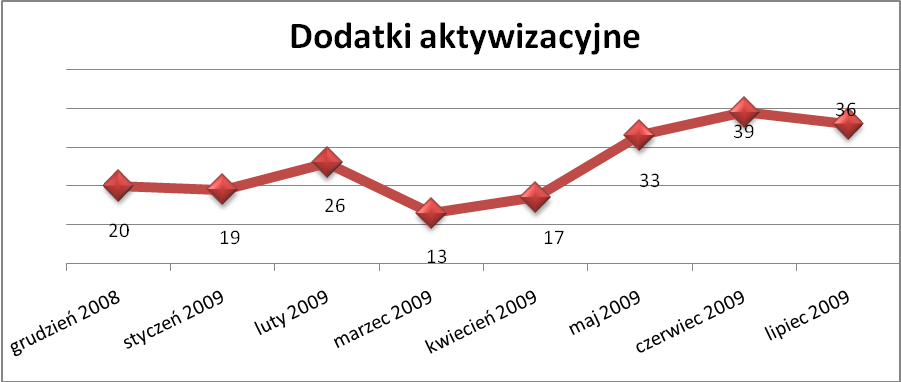 Dodatki aktywizacyjne
20
19
26
13
17
33
39
36
grudzień 2008
styczeń 2009
luty 2009
marzec 2009
kwiecień 2009
maj 2009
czerwiec 2009
lipiec 2009